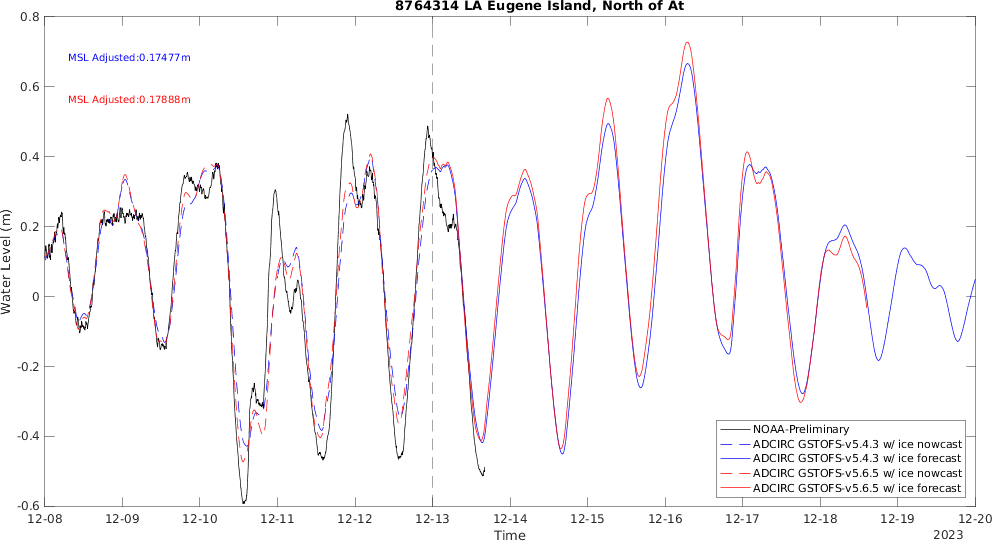 8764314 LA Eugene Island, North of At
MSL Adjusted:0.17477m
MSL Adjusted:0.17888m
Water Level (m)
0.8
0.6
0.4
0.2
0
-0.2
-0.4
-0.6
NOAA-Preliminary
ADCIRC GSTOFS-v5.4.3 w/ ice nowcast
ADCIRC GSTOFS-v5.4.3 w/ ice forecast
ADCIRC GSTOFS-v5.6.5 w/ ice nowcast
ADCIRC GSTOFS-v5.6.5 w/ ice forecast
12-08 12-09 12-10 12-11 12-12 12-13 12-14 12-15 12-16 12-17 12-18 12-19 12-20
Time
2023